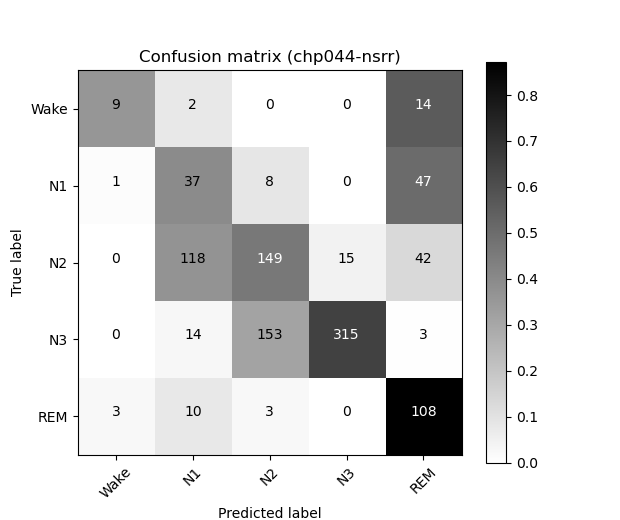 Confusion matrix (chp044-nsrr)
Wake 9 2 0 0 14
N1 1 37 8 0 47
N2 0 118 149 15 42
N3 0 14 153 315 3
REM 3 10 3 0 108
Wake N1 N2 N3 REM
Predicted label
True label
0.8
0.7
0.6
0.5
0.4
0.3
0.2
0.1
0.0